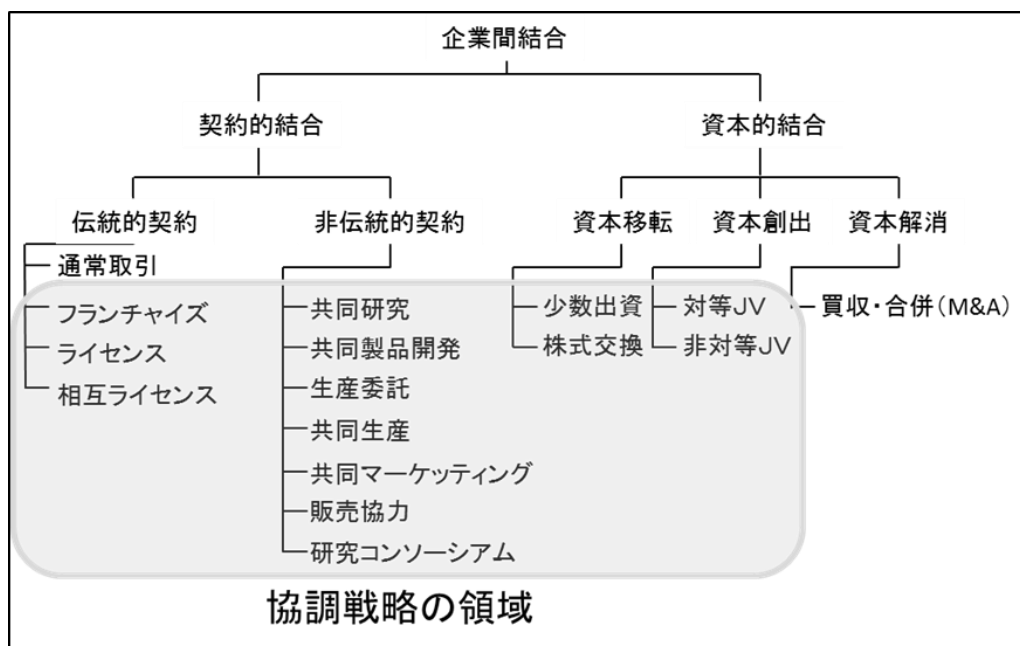 企業間結合
契約的結合
資本的結合
伝統的契約
非伝統的契約
資本移転
資本創出
資本解消
通常取引
フランチャイズ
ライセンス
相互ライセンス
共同研究
共同製品開発
生産委託
共同生産
共同マーケッティング
販売協力
研究コンソーシアム
少数出資
株式交換
対等JV
非対等JV
買収・合併(M&A)
協調戦略の領域